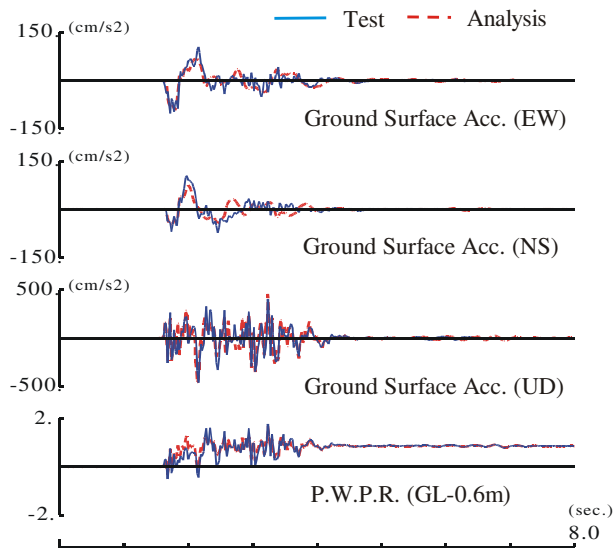 Test Analysis
150 (cm/s2)
-150
Ground Surface Acc. (EW)
150 (cm/s2)
-150
Ground Surface Acc. (NS)
500 (cm/s2)
-500
Ground Surface Acc. (UD)
2.
-2.
P.W.P.R. (GL-0.6m)
(sec.)
8.0